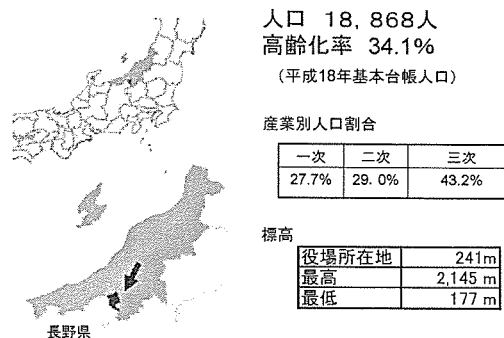 人口 18,868人
高齢化率 34.1%
（平成18年基本台帳人口）
産業別人口割合
一次 二次 三次
27.7% 29.0% 43.2%
標高
役場所在地 241m
最高 2,145m
最低 177m
長野県